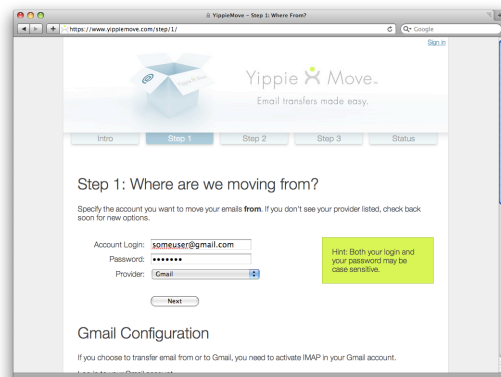 YippieMove – Step 1: Where From?
https://www.yippiemove.com/step/1/
Google
Sign in
Yippie Move
Email transfers made easy.
Intro
Step 1
Step 2
Step 3
Status
Step 1: Where are we moving from?
Specify the account you want to move your emails from. If you don't see your provider listed, check back
soon for new options.
Account Login: someuser@gmail.com
Password: •••••••
Provider: Gmail
Hint: Both your login and
your password may be
case sensitive.
Next
Gmail Configuration
If you choose to transfer email from or to Gmail, you need to activate IMAP in your Gmail account.